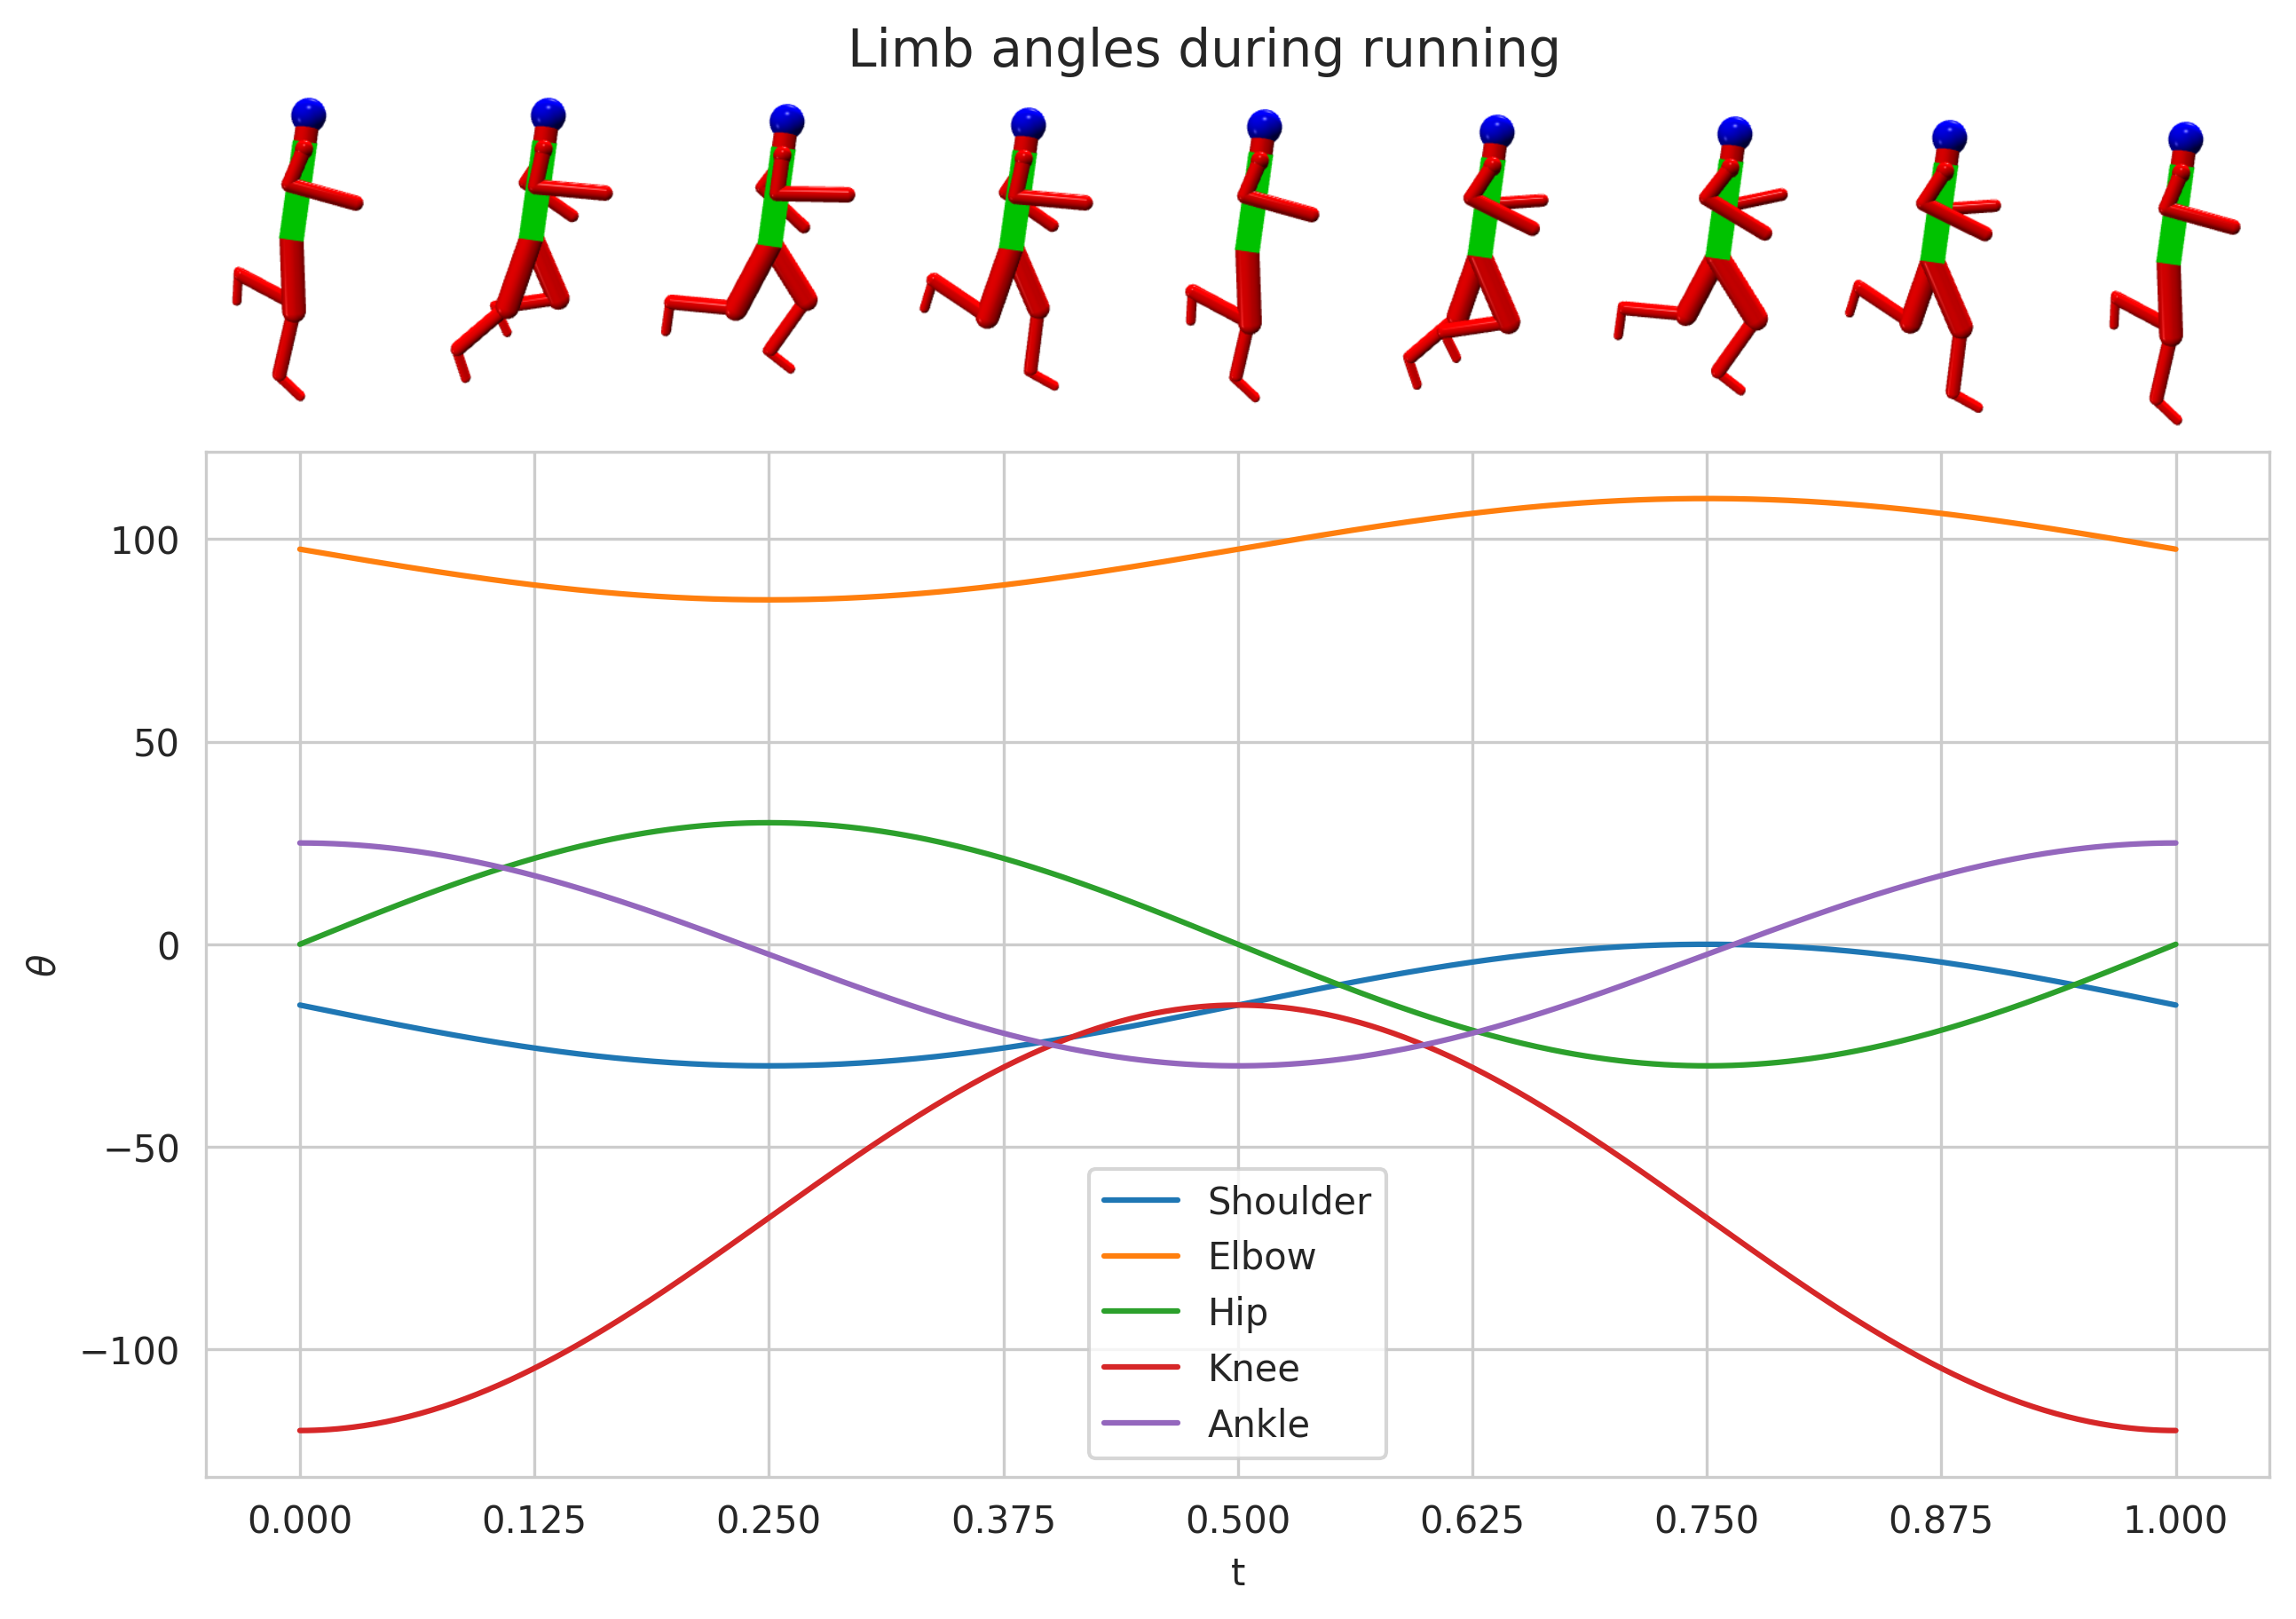 Limb angles during running
100
50
0
−50
−100
θ
Shoulder
Elbow
Hip
Knee
Ankle
0.000 0.125 0.250 0.375 0.500 0.625 0.750 0.875 1.000
t